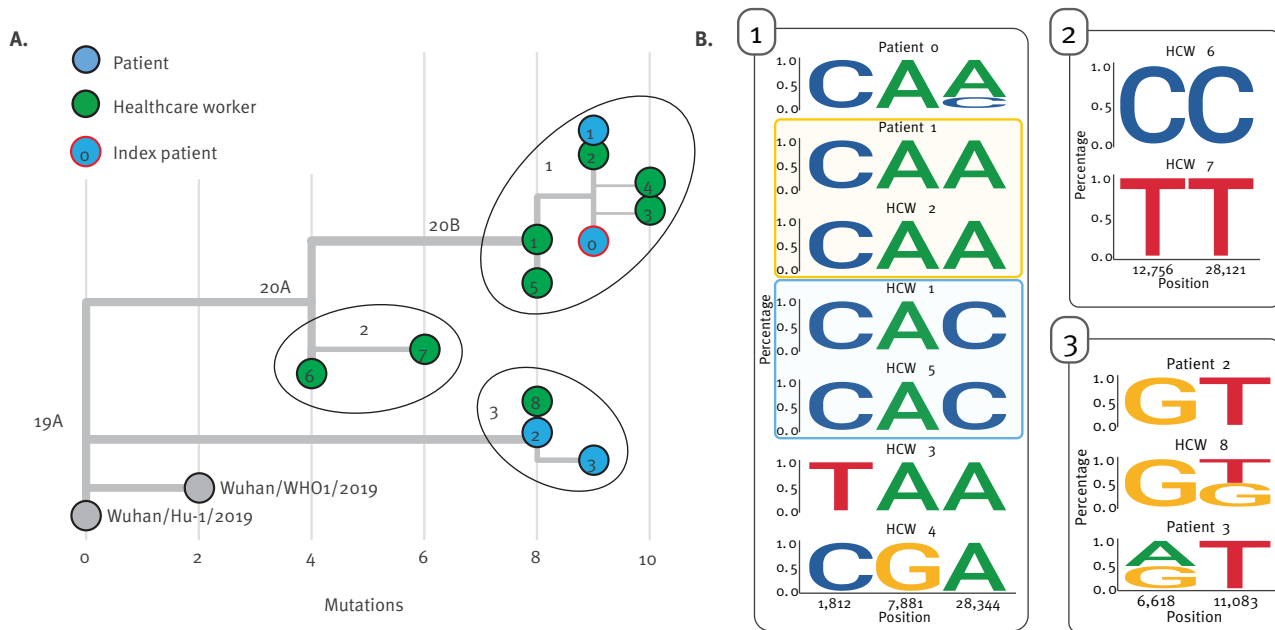 A.
Patient
Healthcare worker
0 Index patient
1
1
2
4
3
0
20B
1
5
20A
2
7
6
19A
3
8
2
3
Wuhan/WHO1/2019
Wuhan/Hu-1/2019
0 2 4 6 8 10
Mutations
B.
1
Percentage
Patient 0
1.0
0.5
0.0
C A A C
Patient 1
1.0
0.5
0.0
C A A
HCW 2
1.0
0.5
0.0
C A A
HCW 1
1.0
0.5
0.0
C A C
HCW 5
1.0
0.5
0.0
C A C
HCW 3
1.0
0.5
0.0
T A A
HCW 4
1.0
0.5
0.0
C G A
1,812 7,881 28,344
Position
2
Percentage
HCW 6
1.0
0.5
0.0
C C
HCW 7
1.0
0.5
0.0
T T
12,756 28,121
Position
3
Percentage
Patient 2
1.0
0.5
0.0
G T
HCW 8
1.0
0.5
0.0
G T G
Patient 3
1.0
0.5
0.0
A G T
6,618 11,083
Position